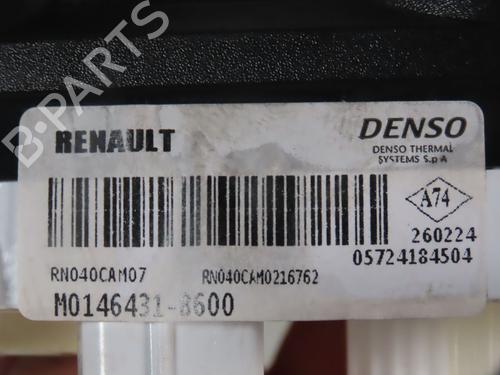 B-PARTS
RENAULT
DENSO
DENSO THERMAL
SYSTEMS S.p.A
A74
260224
05724184504
RN040CAM07
RN040CAM0216762
M0146431-8600